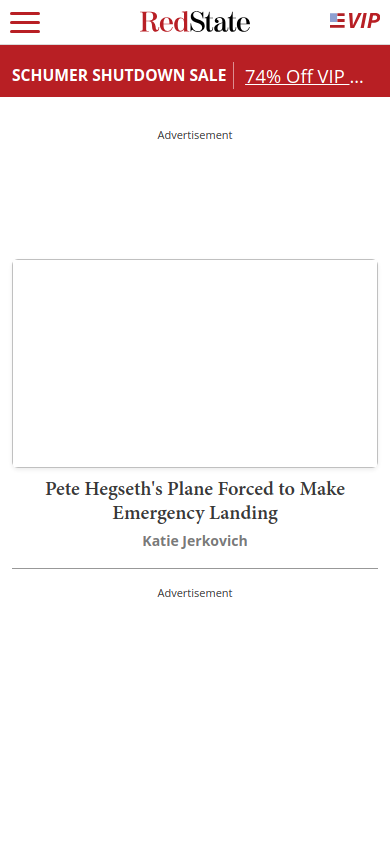 RedState
VIP
SCHUMER SHUTDOWN SALE
74% Off VIP ...
Advertisement
Pete Hegseth's Plane Forced to Make
Emergency Landing
Katie Jerkovich
Advertisement